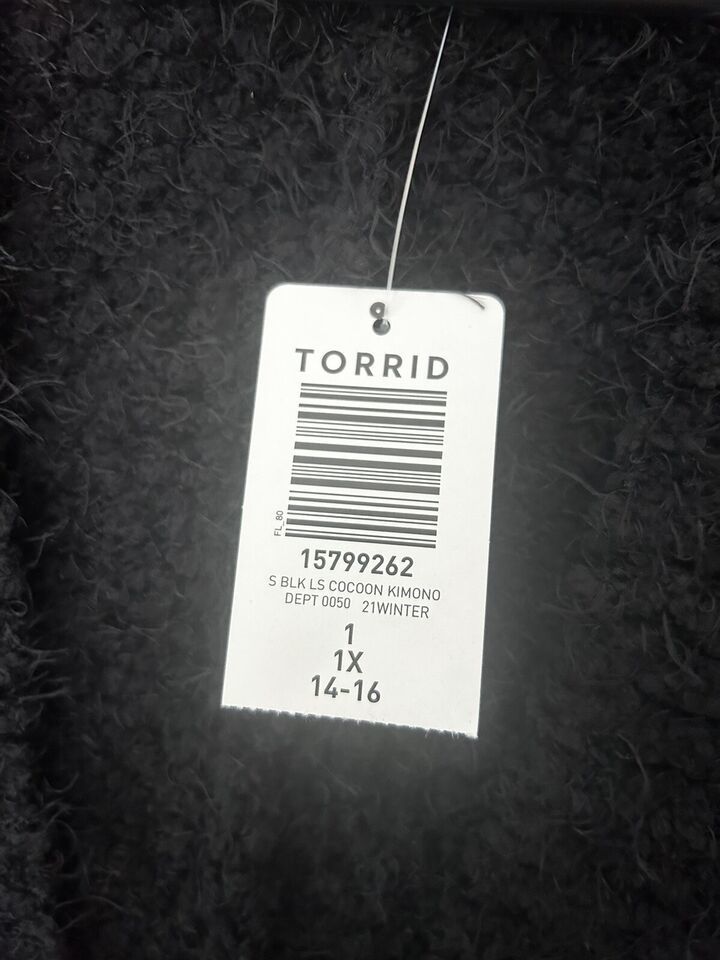 TORRID
FL_80
15799262
S BLK LS COCOON KIMONO
DEPT 0050 21WINTER
1
1X
14-16